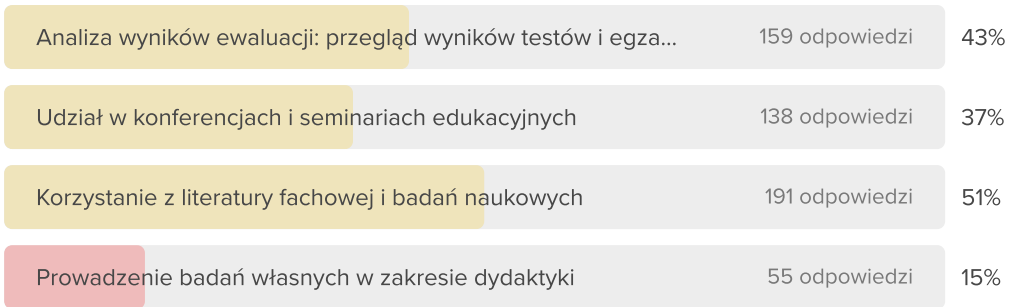 Analiza wyników ewaluacji: przegląd wyników testów i egza... 159 odpowiedzi 43%
Udział w konferencjach i seminariach edukacyjnych 138 odpowiedzi 37%
Korzystanie z literatury fachowej i badań naukowych 191 odpowiedzi 51%
Prowadzenie badań własnych w zakresie dydaktyki 55 odpowiedzi 15%